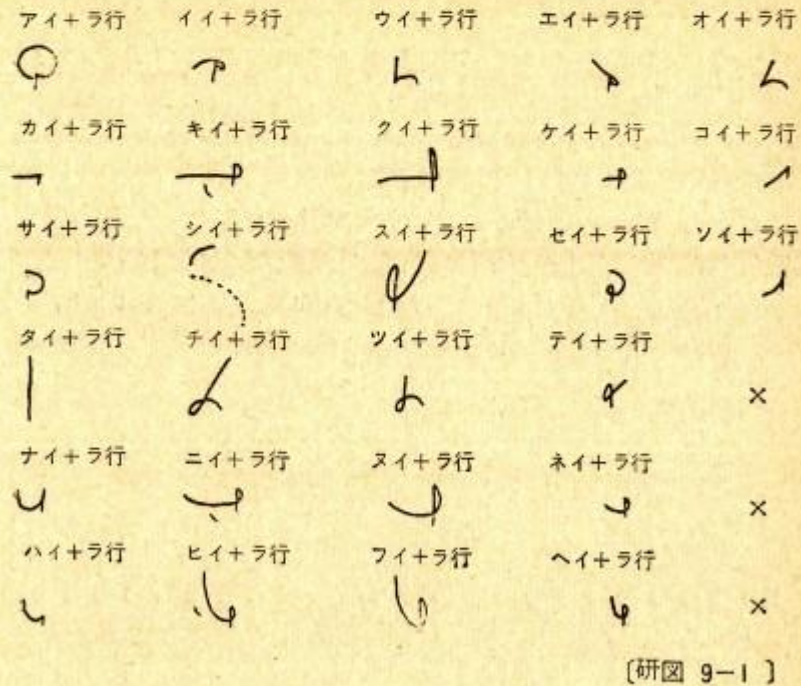 アイ+ラ行 イイ+ラ行 ウイ+ラ行 エイ+ラ行 オイ+ラ行
カイ+ラ行 キイ+ラ行 クイ+ラ行 ケイ+ラ行 コイ+ラ行
サイ+ラ行 シイ+ラ行 スイ+ラ行 セイ+ラ行 ソイ+ラ行
タイ+ラ行 チイ+ラ行 ツイ+ラ行 テイ+ラ行
×
ナイ+ラ行 ニイ+ラ行 ヌイ+ラ行 ネイ+ラ行
×
ハイ+ラ行 ヒイ+ラ行 フイ+ラ行 ヘイ+ラ行
×
〔研図 9-1 〕